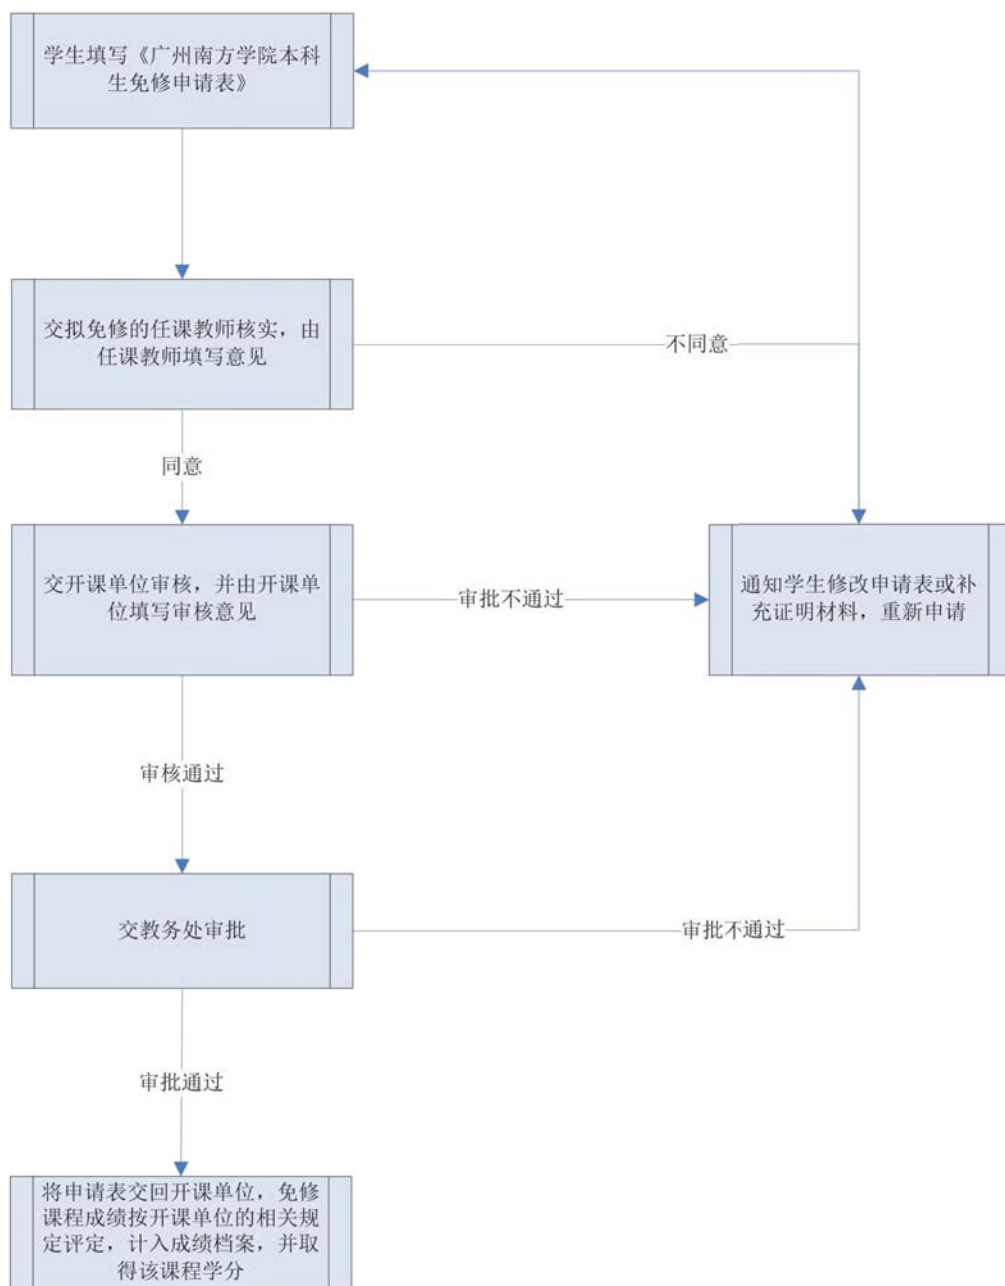 学生填写《广州南方学院本科
生免修申请表》
交拟免修的任课教师核实，由
任课教师填写意见
不同意
同意
交开课单位审核，并由开课单
位填写审核意见
审批不通过
通知学生修改申请表或补
充证明材料，重新申请
审核通过
交教务处审批
审批不通过
审批通过
将申请表交回开课单位，免修
课程成绩按开课单位的相关规
定评定，计入成绩档案，并取
得该课程学分